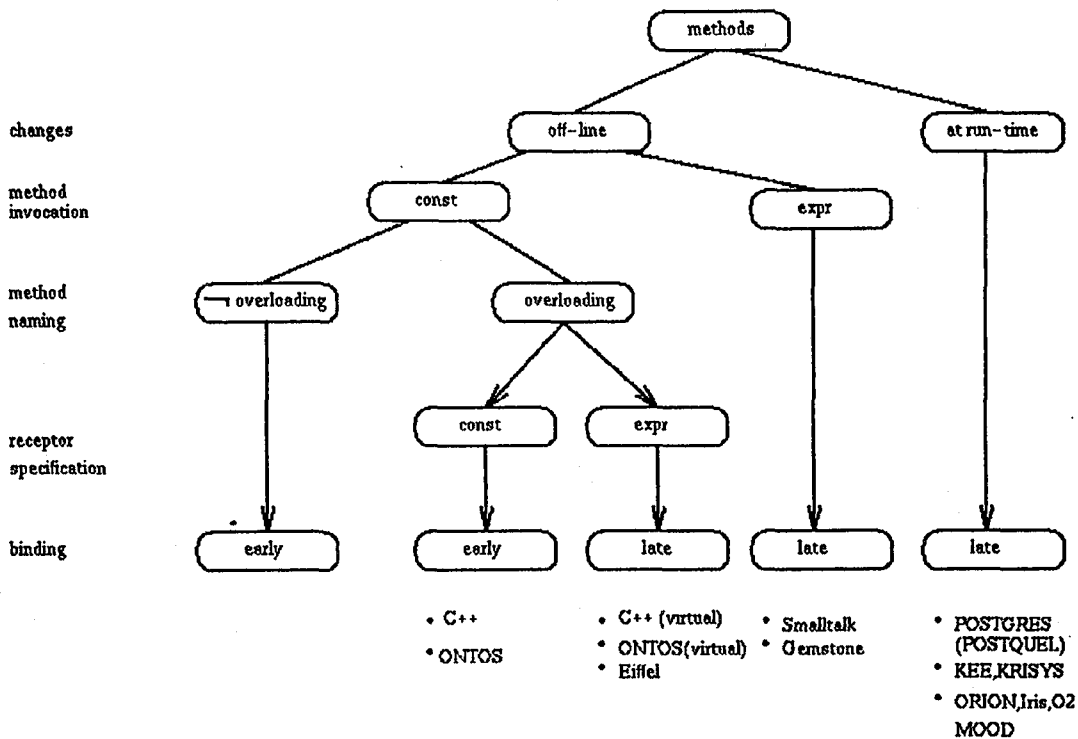 methods
changes
off-line
at run-time
method
invocation
const
expr
method
naming
¬ overloading
overloading
receptor
specification
const
expr
binding
early
early
late
late
late
• C++
• ONTOS
• C++ (virtual)
• ONTOS(virtual)
• Eiffel
• Smalltalk
• Gemstone
• POSTGRES
(POSTQUEL)
• KEE,KRISYS
• ORION,Iris,O2
MOOD